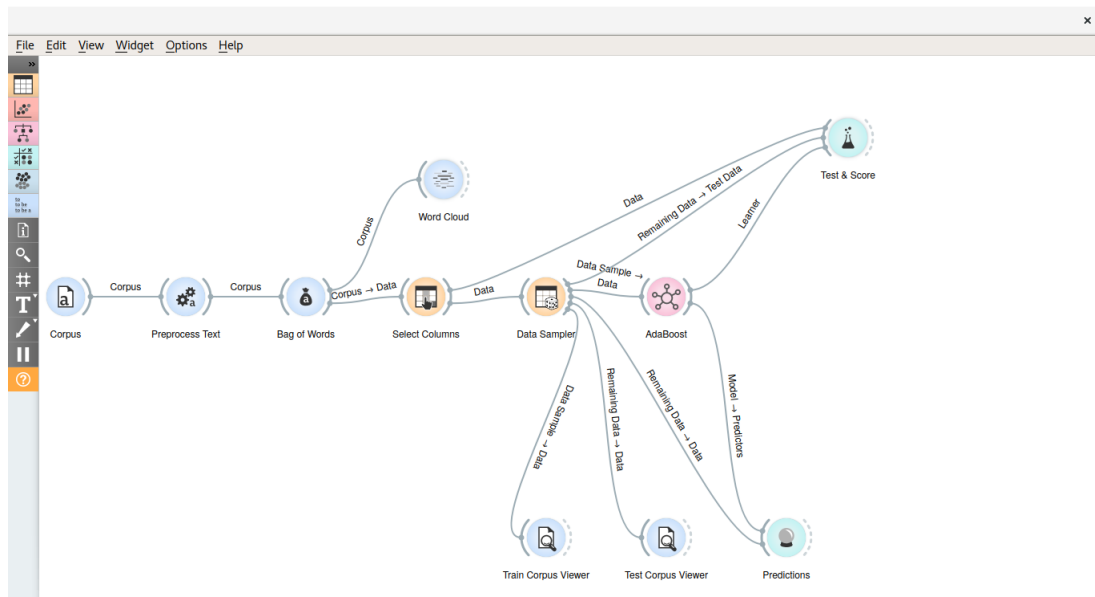 File Edit View Widget Options Help
Test & Score
Data
Remaining Data → Test Data
Learner
Word Cloud
Corpus
Corpus
Corpus
Corpus → Data
Data
Data Sample →
Data
Corpus
Preprocess Text
Bag of Words
Select Columns
Data Sampler
AdaBoost
Data Sample → Data
Remaining Data → Data
Remaining Data → Data
Model → Predictors
Train Corpus Viewer
Test Corpus Viewer
Predictions